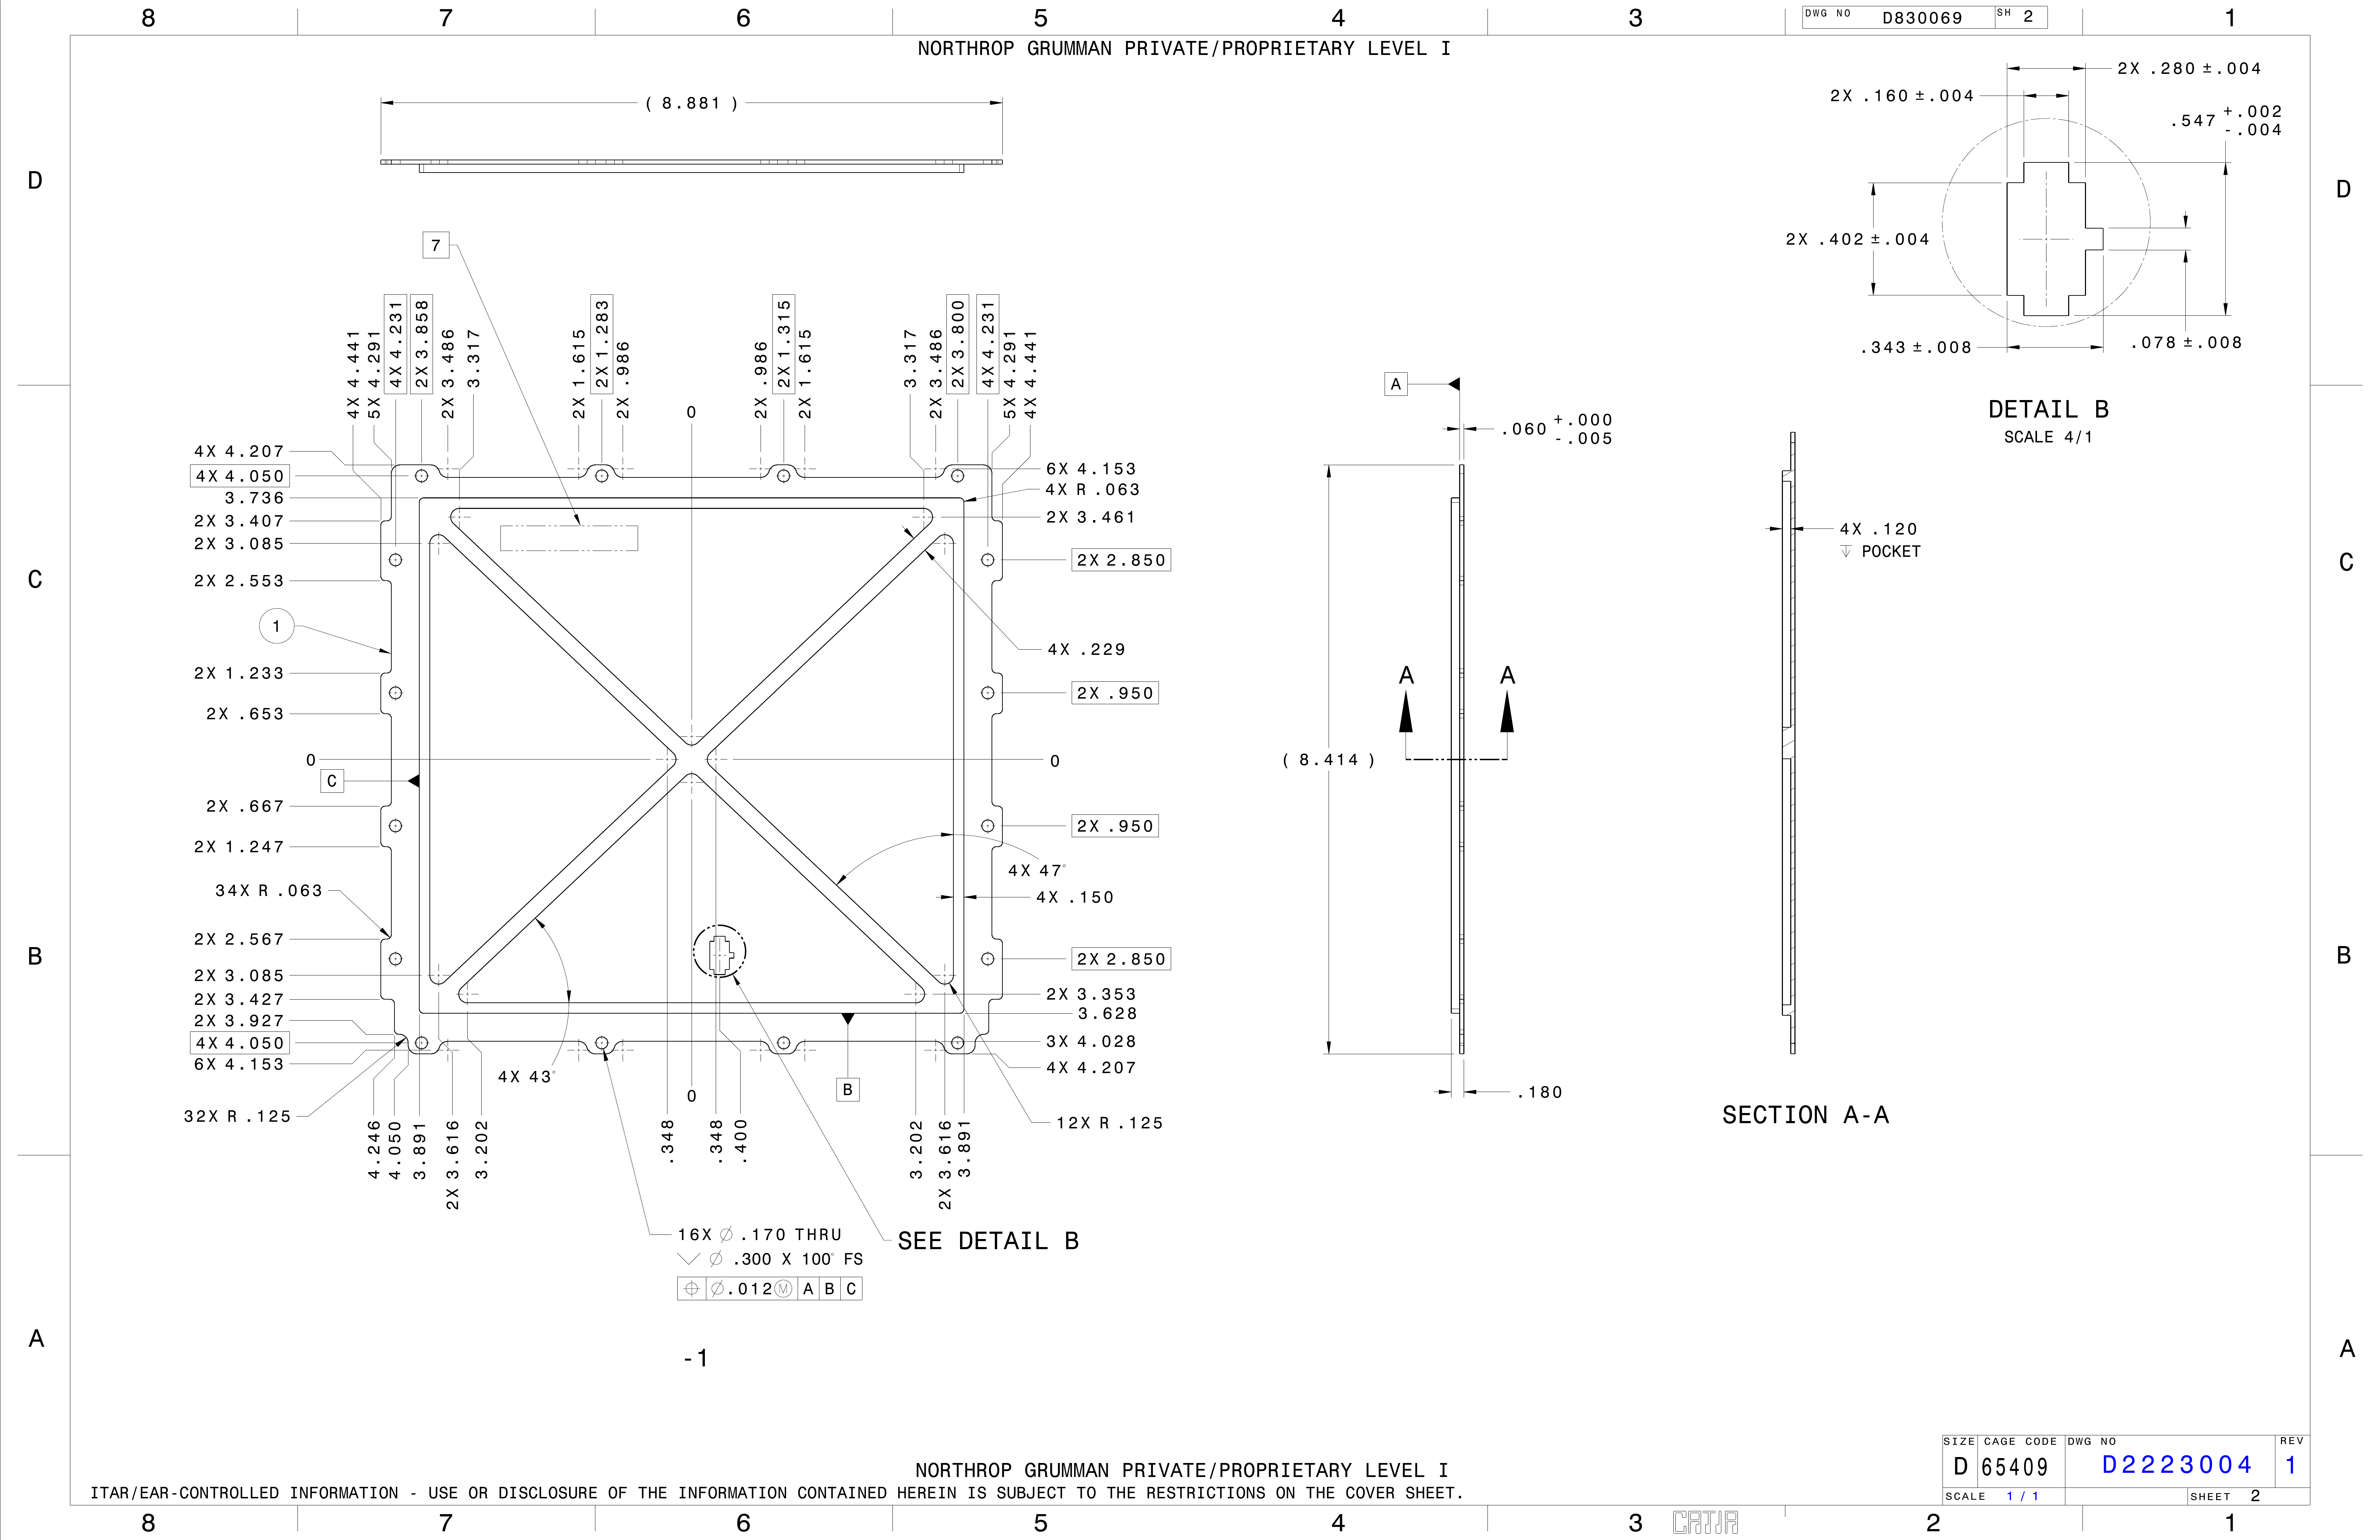 8 7 6 5 4 3 1
DWG NO D830069 SH 2
NORTHROP GRUMMAN PRIVATE/PROPRIETARY LEVEL I
( 8.881 )
2X .280 ±.004
2X .160 ±.004
.547 +.002
-.004
D
D
2X .402 ±.004
.343 ±.008
.078 ±.008
DETAIL B
SCALE 4/1
7
4X 4.441
5X 4.291
4X 4.231
2X 3.858
2X 3.486
3.317
2X 1.615
2X 1.283
2X .986
0
2X .986
2X 1.315
2X 1.615
3.317
2X 3.486
2X 3.800
4X 4.231
5X 4.291
4X 4.441
A
.060 +.000
-.005
4X 4.207
4X 4.050
3.736
2X 3.407
2X 3.085
2X 2.553
1
2X 1.233
2X .653
0
C
2X .667
2X 1.247
34X R .063
2X 2.567
2X 3.085
2X 3.427
2X 3.927
4X 4.050
6X 4.153
32X R .125
6X 4.153
4X R .063
2X 3.461
2X 2.850
4X .229
2X .950
0
2X .950
4X 47°
4X .150
2X 2.850
2X 3.353
3.628
3X 4.028
4X 4.207
12X R .125
4X 43°
0
B
C
C
4X .120
↧ POCKET
A A
( 8.414 )
.180
SECTION A-A
B
B
4.246
4.050
3.891
2X 3.616
3.202
.348
.348
.400
3.202
2X 3.616
3.891
16X ∅ .170 THRU
⌵ ∅ .300 X 100° FS
⌖ ∅.012Ⓜ A B C
SEE DETAIL B
A
A
-1
SIZE CAGE CODE DWG NO REV
D 65409 D2223004 1
SCALE 1 / 1 SHEET 2
NORTHROP GRUMMAN PRIVATE/PROPRIETARY LEVEL I
ITAR/EAR-CONTROLLED INFORMATION - USE OR DISCLOSURE OF THE INFORMATION CONTAINED HEREIN IS SUBJECT TO THE RESTRICTIONS ON THE COVER SHEET.
8 7 6 5 4 3 CATIA 2 1